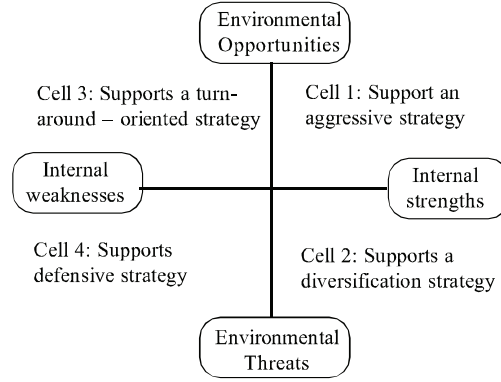 Environmental
Opportunities
Cell 3: Supports a turn-
around – oriented strategy
Cell 1: Support an
aggressive strategy
Internal
weaknesses
Internal
strengths
Cell 4: Supports
defensive strategy
Cell 2: Supports a
diversification strategy
Environmental
Threats